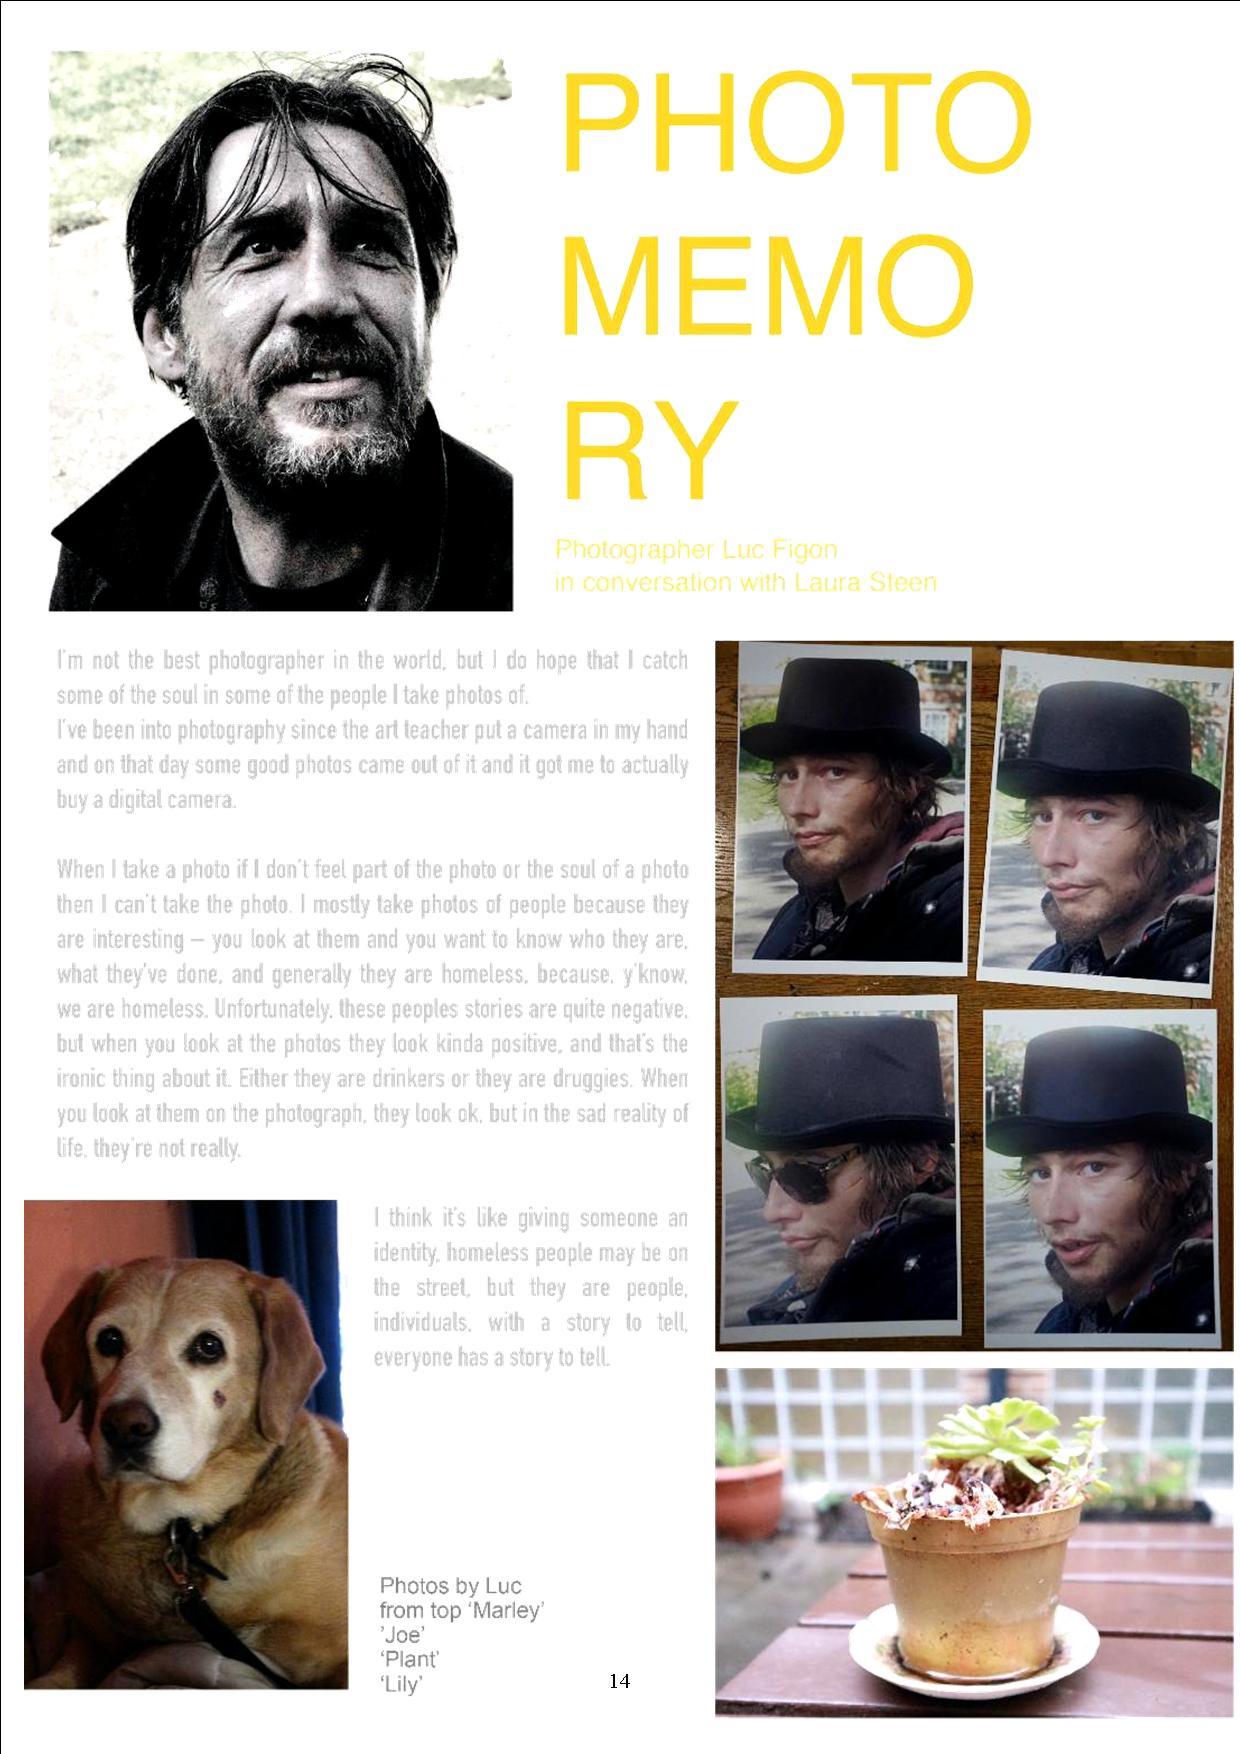 PHOTO
MEMO
RY
Photographer Luc Figon
in conversation with Laura Steen
I'm not the best photographer in the world, but I do hope that I catch
some of the soul in some of the people I take photos of.
I've been into photography since the art teacher put a camera in my hand
and on that day some good photos came out of it and it got me to actually
buy a digital camera.
When I take a photo if I don't feel part of the photo or the soul of a photo
then I can't take the photo. I mostly take photos of people because they
are interesting – you look at them and you want to know who they are,
what they've done, and generally they are homeless, because, y'know,
we are homeless. Unfortunately, these peoples stories are quite negative,
but when you look at the photos they look kinda positive, and that's the
ironic thing about it. Either they are drinkers or they are druggies. When
you look at them on the photograph, they look ok, but in the sad reality of
life, they're not really.
I think it's like giving someone an
identity, homeless people may be on
the street, but they are people,
individuals, with a story to tell,
everyone has a story to tell.
Photos by Luc
from top ‘Marley’
’Joe’
‘Plant’
‘Lily’
14